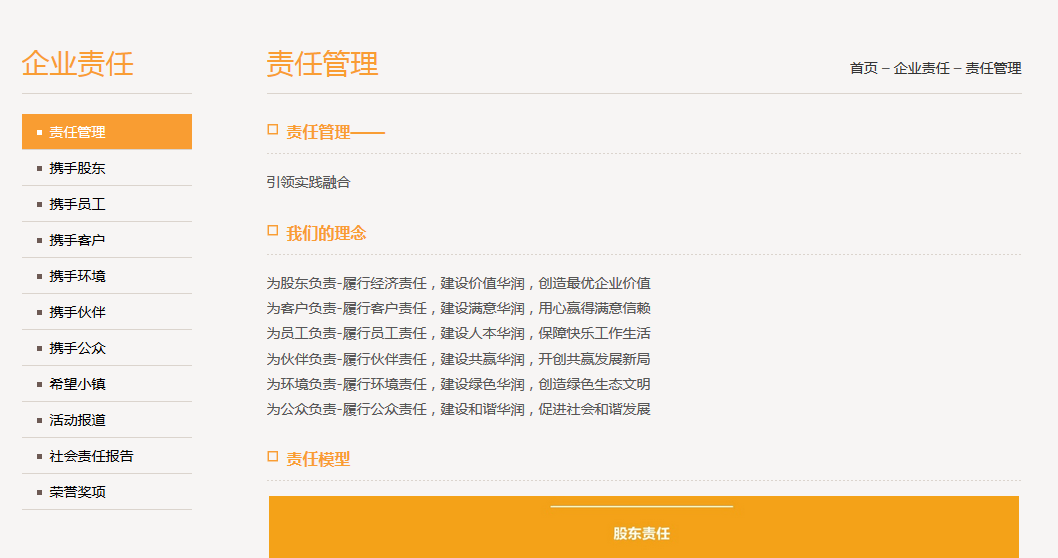 企业责任
责任管理
携手股东
携手员工
携手客户
携手环境
携手伙伴
携手公众
希望小镇
活动报道
社会责任报告
荣誉奖项
责任管理
首页 – 企业责任 – 责任管理
责任管理——
引领实践融合
我们的理念
为股东负责-履行经济责任，建设价值华润，创造最优企业价值
为客户负责-履行客户责任，建设满意华润，用心赢得满意信赖
为员工负责-履行员工责任，建设人本华润，保障快乐工作生活
为伙伴负责-履行伙伴责任，建设共赢华润，开创共赢发展新局
为环境负责-履行环境责任，建设绿色华润，创造绿色生态文明
为公众负责-履行公众责任，建设和谐华润，促进社会和谐发展
责任模型
股东责任